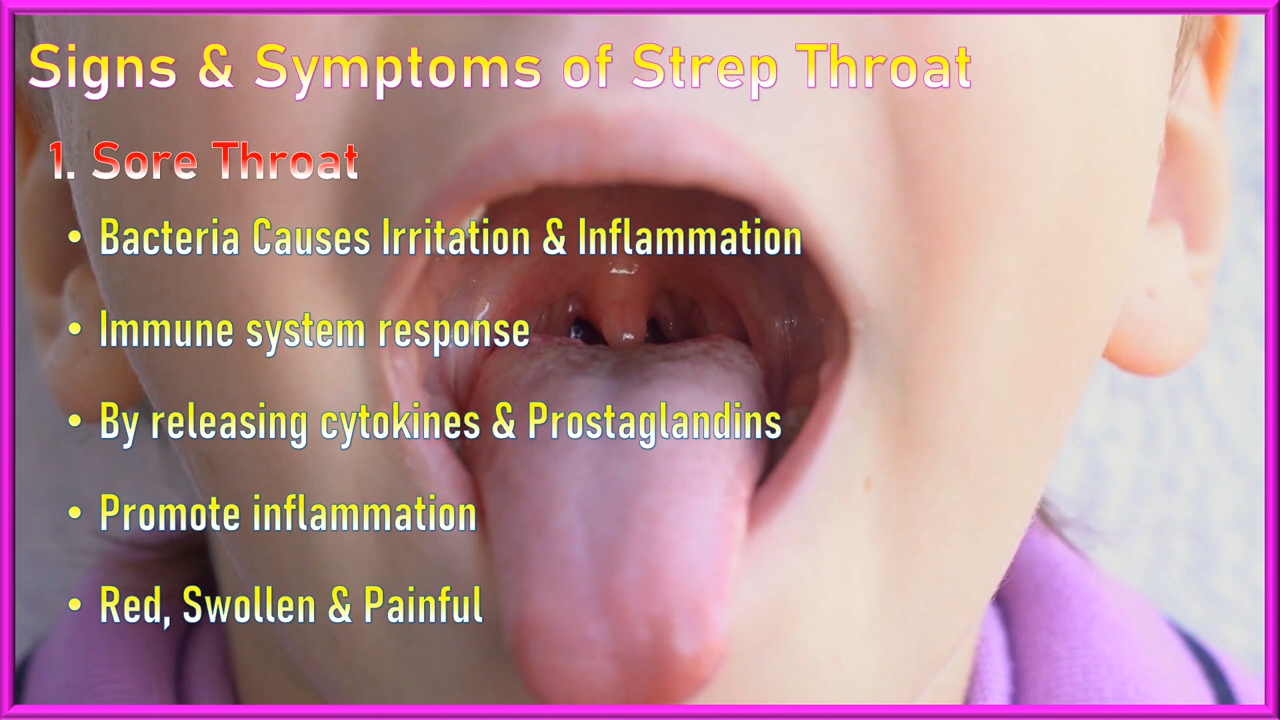 Signs & Symptoms of Strep Throat
1. Sore Throat
• Bacteria Causes Irritation & Inflammation
• Immune system response
• By releasing cytokines & Prostaglandins
• Promote inflammation
• Red, Swollen & Painful